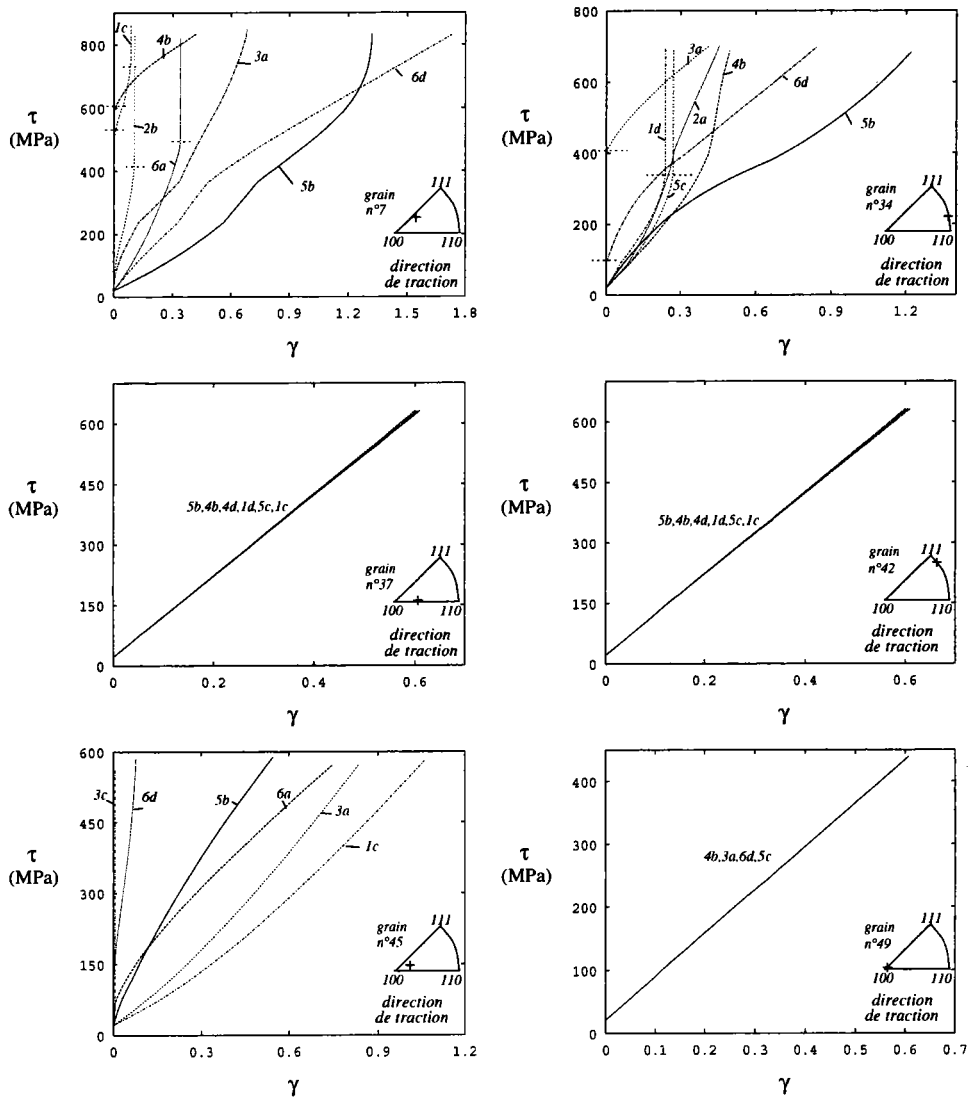 1c
4b
3a
6d
2b
6a
5b
τ
(MPa)
800
600
400
200
0
0
0.3
0.6
0.9
1.2
1.5
1.8
γ
grain
n°7
111
100
110
direction
de traction
3a
4b
6d
1d
2a
5b
5c
τ
(MPa)
800
600
400
200
0
0
0.3
0.6
0.9
1.2
γ
grain
n°34
111
100
110
direction
de traction
5b,4b,4d,1d,5c,1c
τ
(MPa)
600
450
300
150
0
0
0.2
0.4
0.6
γ
grain
n°37
111
100
110
direction
de traction
5b,4b,4d,1d,5c,1c
τ
(MPa)
600
450
300
150
0
0
0.2
0.4
0.6
γ
grain
n°42
111
100
110
direction
de traction
3c
6d
5b
6a
3a
1c
τ
(MPa)
600
450
300
150
0
0
0.3
0.6
0.9
1.2
γ
grain
n°45
111
100
110
direction
de traction
4b,3a,6d,5c
τ
(MPa)
400
300
200
100
0
0
0.1
0.2
0.3
0.4
0.5
0.6
0.7
γ
grain
n°49
111
100
110
direction
de traction